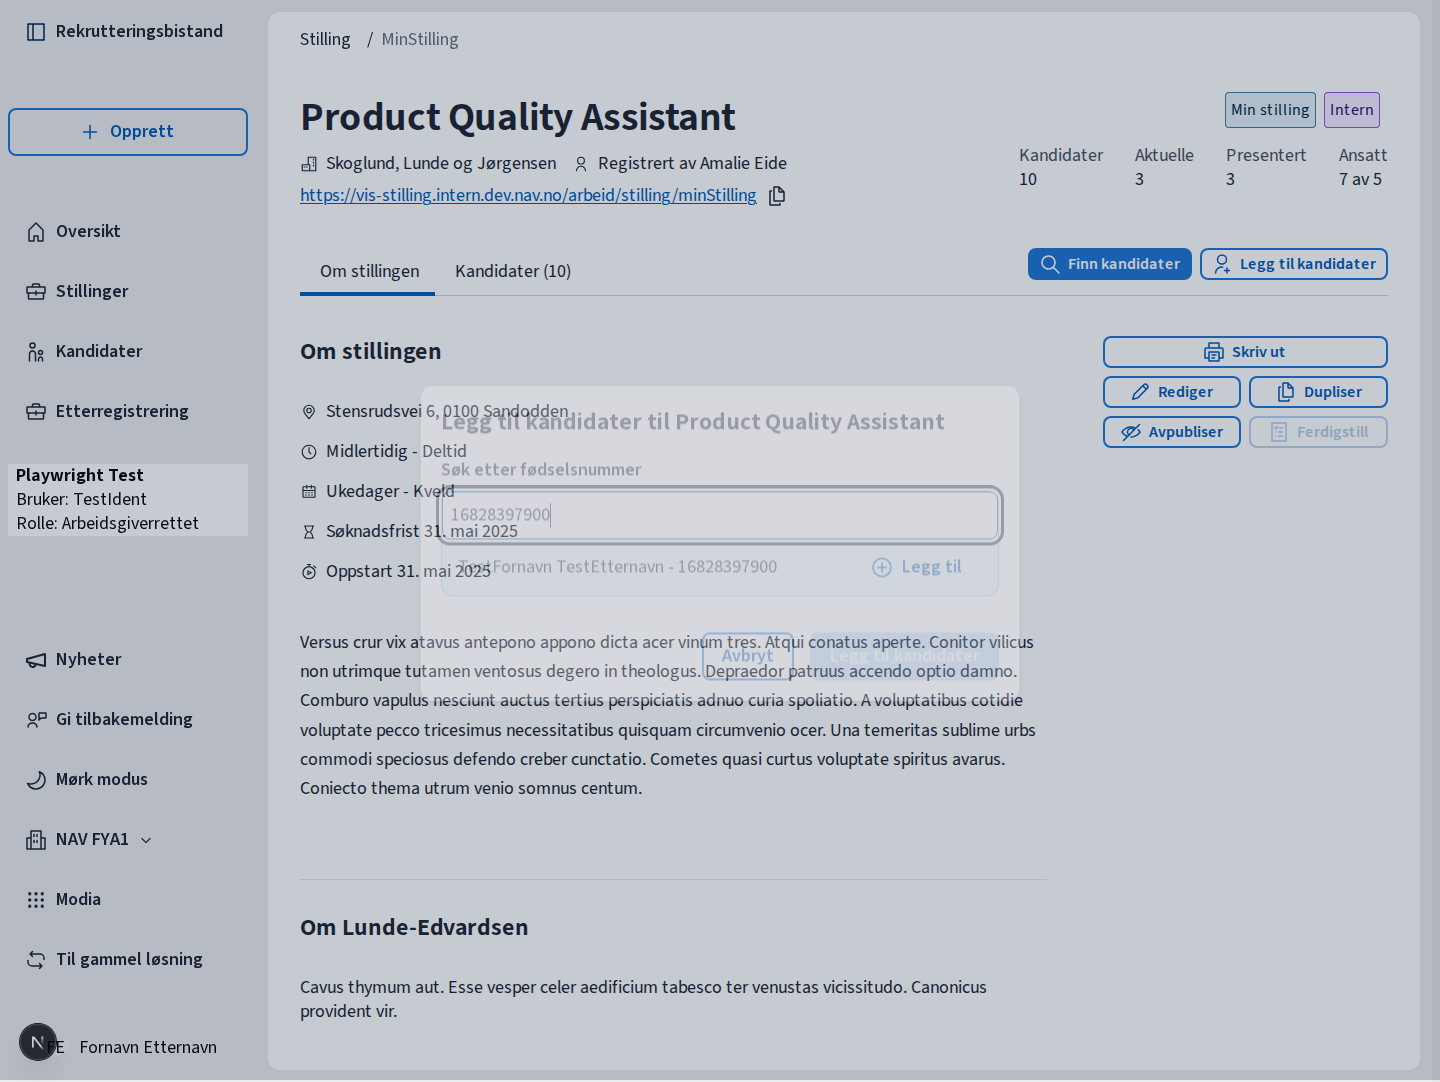 Rekrutteringsbistand
Opprett
Oversikt
Stillinger
Kandidater
Etterregistrering
Playwright Test
Bruker: TestIdent
Rolle: Arbeidsgiverrettet
Nyheter
Gi tilbakemelding
Mørk modus
NAV FYA1
Modia
Til gammel løsning
N
FE Fornavn Etternavn
Stilling / MinStilling
Product Quality Assistant
Min stilling Intern
Skoglund, Lunde og Jørgensen Registrert av Amalie Eide
https://vis-stilling.intern.dev.nav.no/arbeid/stilling/minStilling
Kandidater Aktuelle Presentert Ansatt
10 3 3 7 av 5
Om stillingen Kandidater (10)
Finn kandidater Legg til kandidater
Om stillingen
Skriv ut
Rediger Dupliser
Avpubliser Ferdigstill
Stensrudsvei 6, 0100 Sandodden
Midlertidig - Deltid
Ukedager - Kveld
Søknadsfrist 31. mai 2025
Oppstart 31. mai 2025
Legg til kandidater til Product Quality Assistant
Søk etter fødselsnummer
16828397900
TestFornavn TestEtternavn - 16828397900 Legg til
Avbryt Legg til kandidater
Versus crur vix atavus antepono appono dicta acer vinum tres. Atqui conatus aperte. Conitor vilicus
non utrimque tutamen ventosus degero in theologus. Depraedor patruus accendo optio damno.
Comburo vapulus nesciunt auctus tertius perspiciatis adnuo curia spoliatio. A voluptatibus cotidie
voluptate pecco tricesimus necessitatibus quisquam circumvenio ocer. Una temeritas sublime urbs
commodi speciosus defendo creber cunctatio. Cometes quasi curtus voluptate spiritus avarus.
Coniecto thema utrum venio somnus centum.
Om Lunde-Edvardsen
Cavus thymum aut. Esse vesper celer aedificium tabesco ter venustas vicissitudo. Canonicus
provident vir.